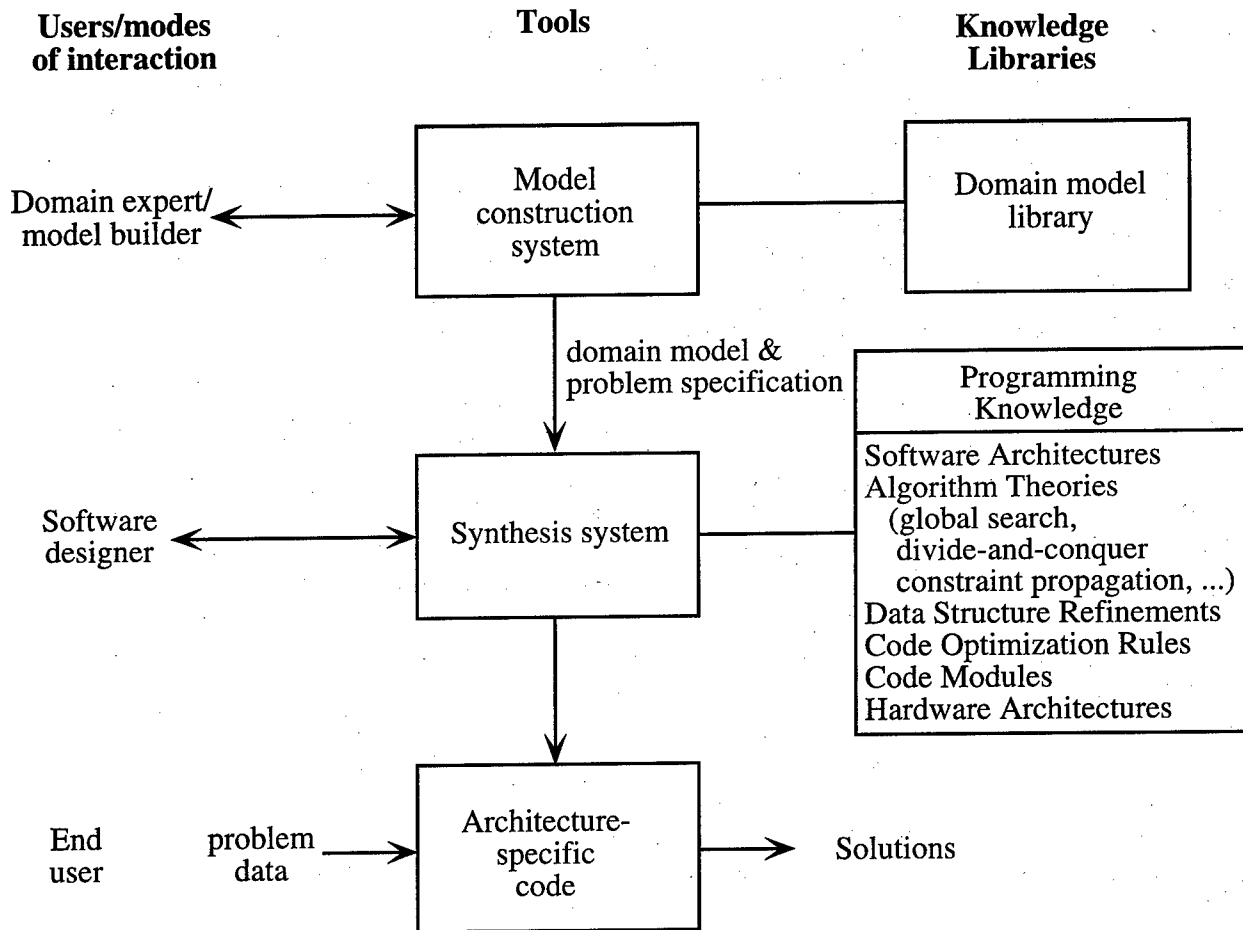 Users/modes
of interaction
Tools
Knowledge
Libraries
Domain expert/
model builder
Model
construction
system
Domain model
library
domain model &
problem specification
Programming
Knowledge
Software Architectures
Algorithm Theories
(global search,
divide-and-conquer
constraint propagation, ...)
Data Structure Refinements
Code Optimization Rules
Code Modules
Hardware Architectures
Software
designer
Synthesis system
End
user
problem
data
Architecture-
specific
code
Solutions